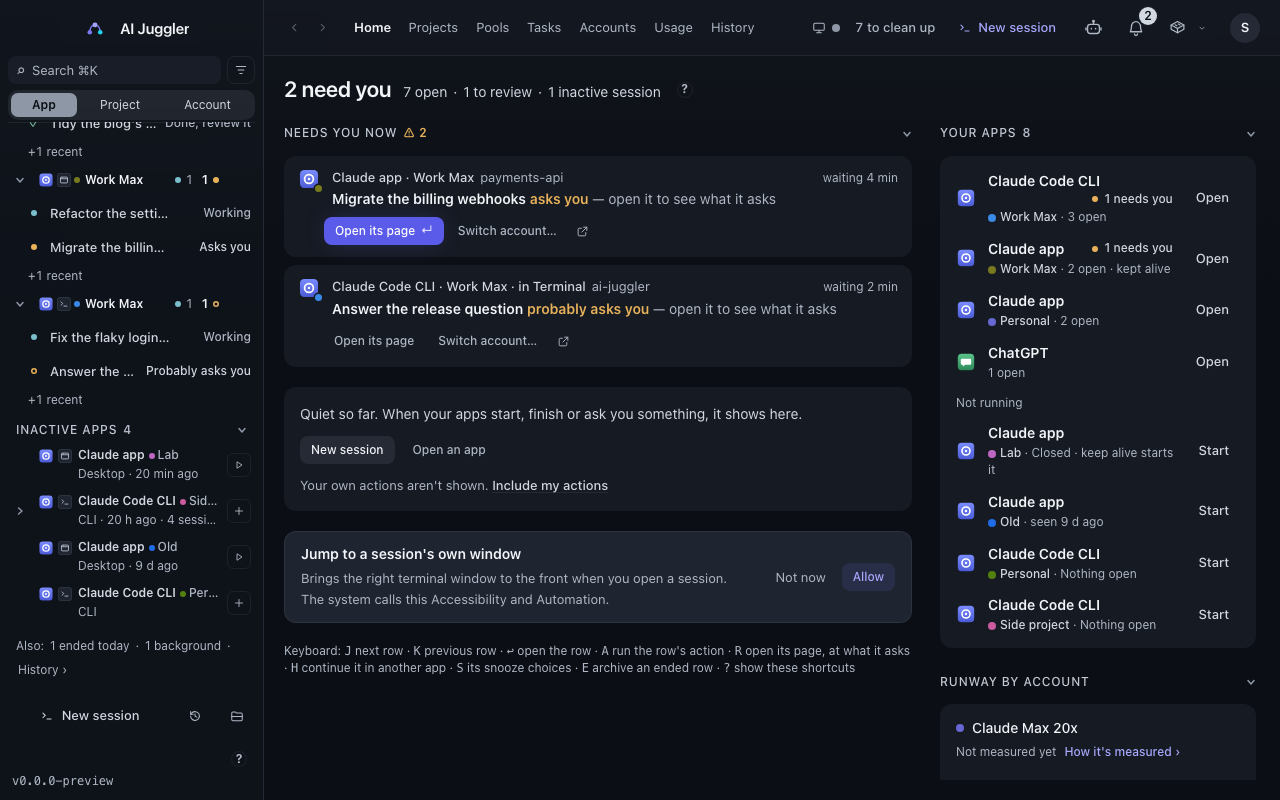 AI Juggler
Search ⌘K
App Project Account
Tidy the blog's ... Done, review it
+1 recent
Work Max 1 1
Refactor the setti... Working
Migrate the billin... Asks you
+1 recent
Work Max 1 1
Fix the flaky login... Working
Answer the ... Probably asks you
+1 recent
INACTIVE APPS 4
Claude app Lab
Desktop · 20 min ago
Claude Code CLI Sid...
CLI · 20 h ago · 4 sessi...
Claude app Old
Desktop · 9 d ago
Claude Code CLI Per...
CLI
Also: 1 ended today · 1 background ·
History ›
New session
?
v0.0.0-preview
Home Projects Pools Tasks Accounts Usage History
7 to clean up
New session
2
S
2 need you 7 open · 1 to review · 1 inactive session ?
NEEDS YOU NOW 2
Claude app · Work Max payments-api waiting 4 min
Migrate the billing webhooks asks you — open it to see what it asks
Open its page ↵ Switch account...
Claude Code CLI · Work Max · in Terminal ai-juggler waiting 2 min
Answer the release question probably asks you — open it to see what it asks
Open its page Switch account...
Quiet so far. When your apps start, finish or ask you something, it shows here.
New session Open an app
Your own actions aren't shown. Include my actions
Jump to a session's own window
Brings the right terminal window to the front when you open a session.
The system calls this Accessibility and Automation.
Not now Allow
Keyboard: J next row · K previous row · ↩ open the row · A run the row's action · R open its page, at what it asks
· H continue it in another app · S its snooze choices · E archive an ended row · ? show these shortcuts
YOUR APPS 8
Claude Code CLI
1 needs you
Work Max · 3 open
Open
Claude app 1 needs you
Work Max · 2 open · kept alive
Open
Claude app
Personal · 2 open
Open
ChatGPT
1 open
Open
Not running
Claude app
Lab · Closed · keep alive starts
it
Start
Claude app
Old · seen 9 d ago
Start
Claude Code CLI
Personal · Nothing open
Start
Claude Code CLI
Side project · Nothing open
Start
RUNWAY BY ACCOUNT
Claude Max 20x
Not measured yet How it's measured ›